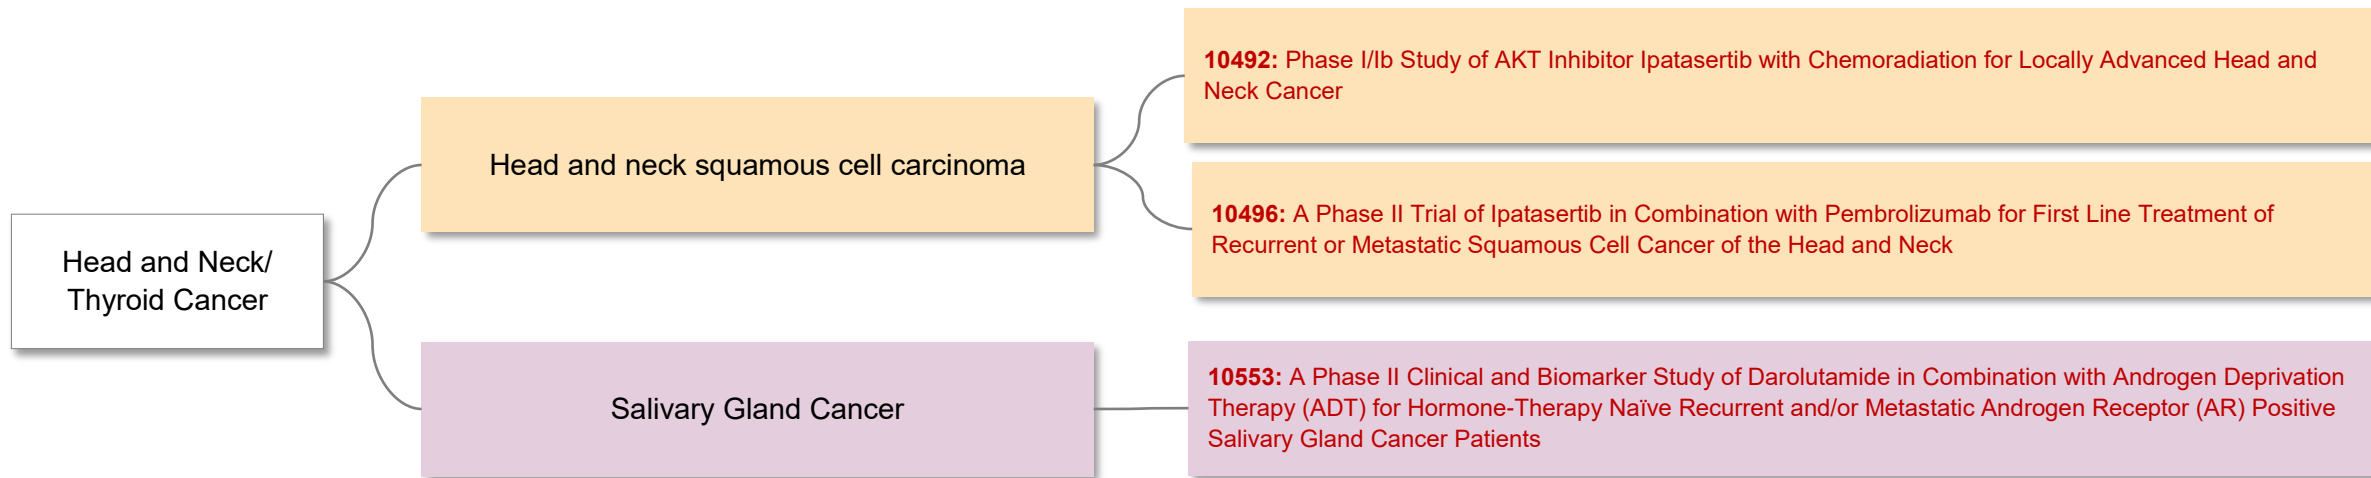 Head and Neck/
Thyroid Cancer
Head and neck squamous cell carcinoma
10492: Phase I/Ib Study of AKT Inhibitor Ipatasertib with Chemoradiation for Locally Advanced Head and
Neck Cancer
10496: A Phase II Trial of Ipatasertib in Combination with Pembrolizumab for First Line Treatment of
Recurrent or Metastatic Squamous Cell Cancer of the Head and Neck
Salivary Gland Cancer
10553: A Phase II Clinical and Biomarker Study of Darolutamide in Combination with Androgen Deprivation
Therapy (ADT) for Hormone-Therapy Naïve Recurrent and/or Metastatic Androgen Receptor (AR) Positive
Salivary Gland Cancer Patients